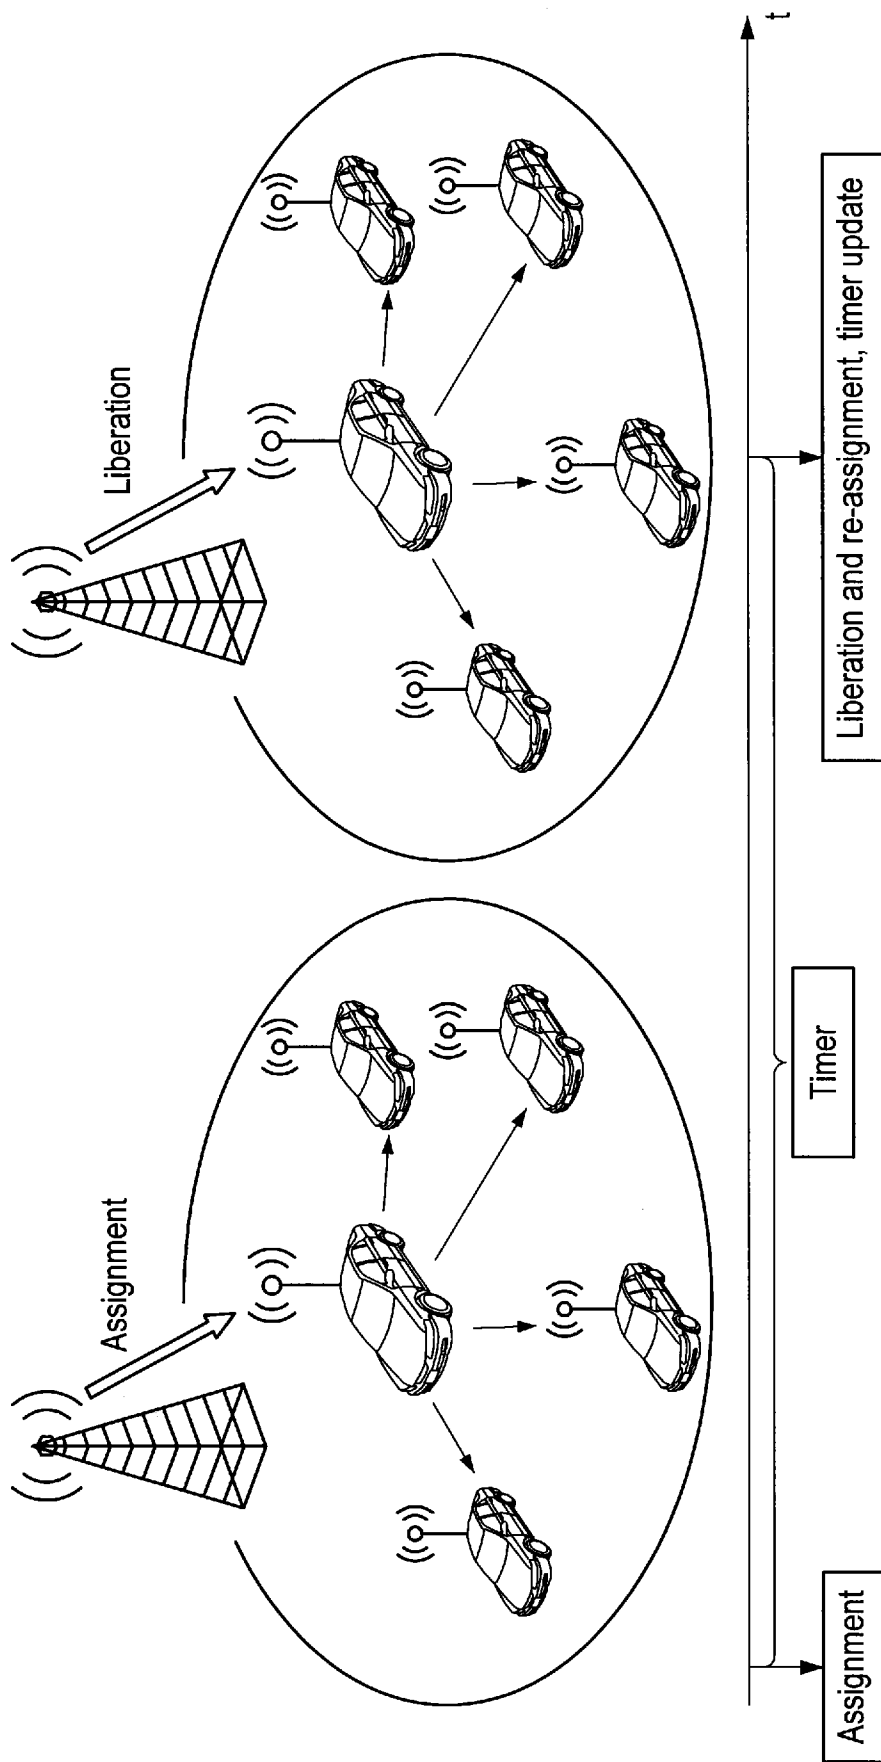 Assignment
Liberation
t
Timer
Assignment
Liberation and re-assignment, timer update